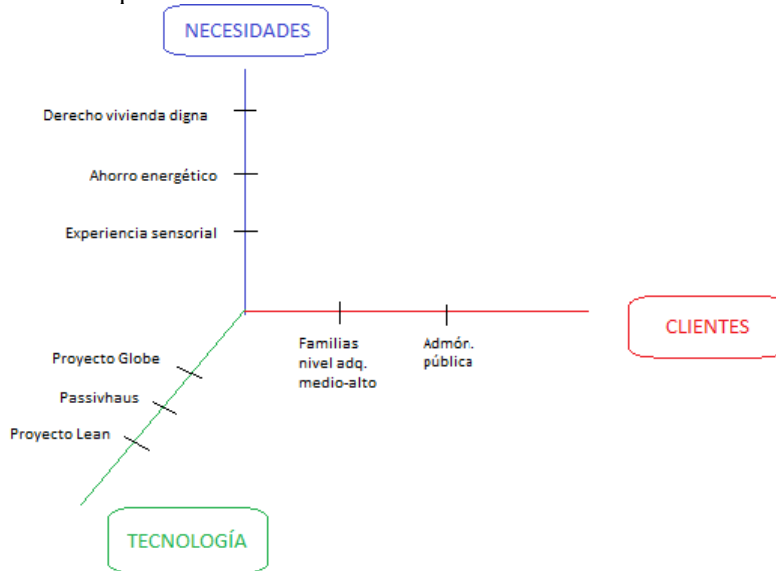 NECESIDADES
Derecho vivienda digna
Ahorro energético
Experiencia sensorial
CLIENTES
Familias
nivel adq.
medio-alto
Admón.
pública
Proyecto Globe
Passivhaus
Proyecto Lean
TECNOLOGÍA